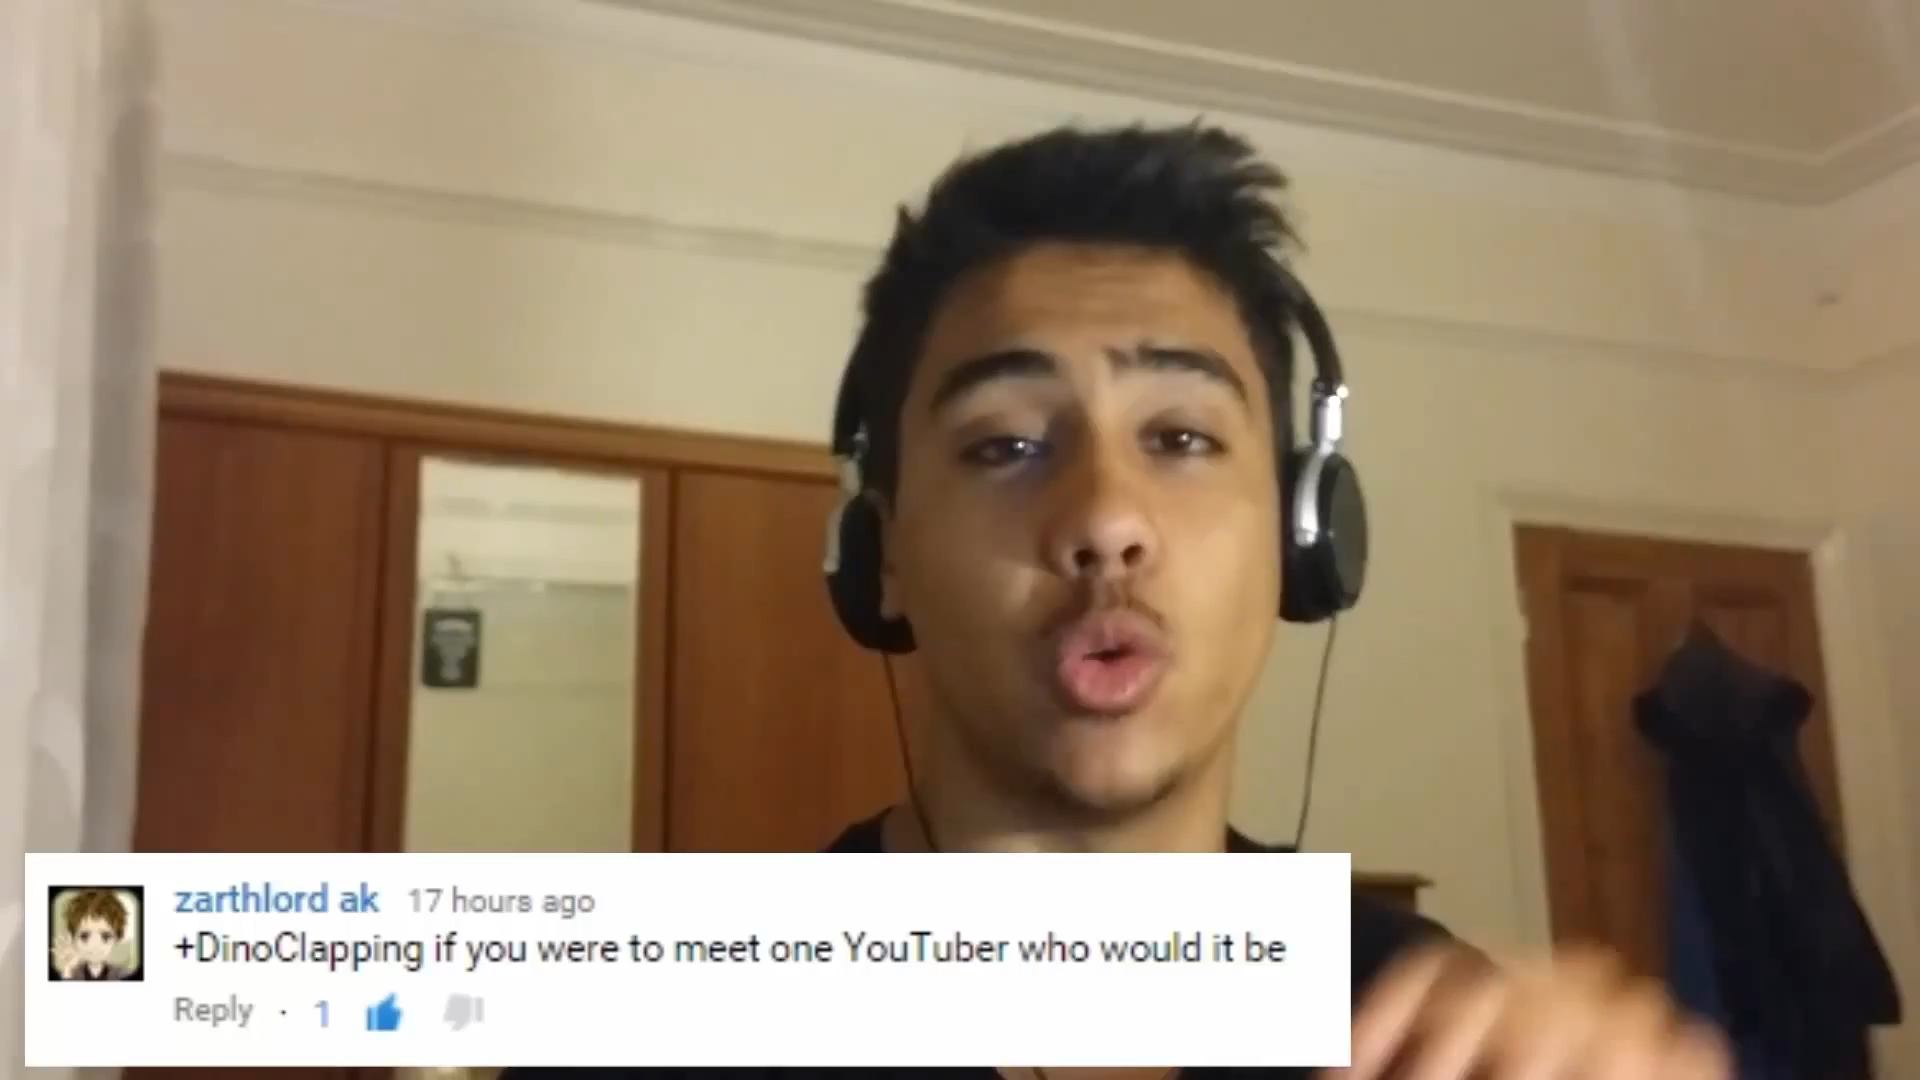 zarthlord ak 17 hours ago
+DinoClapping if you were to meet one YouTuber who would it be
Reply · 1